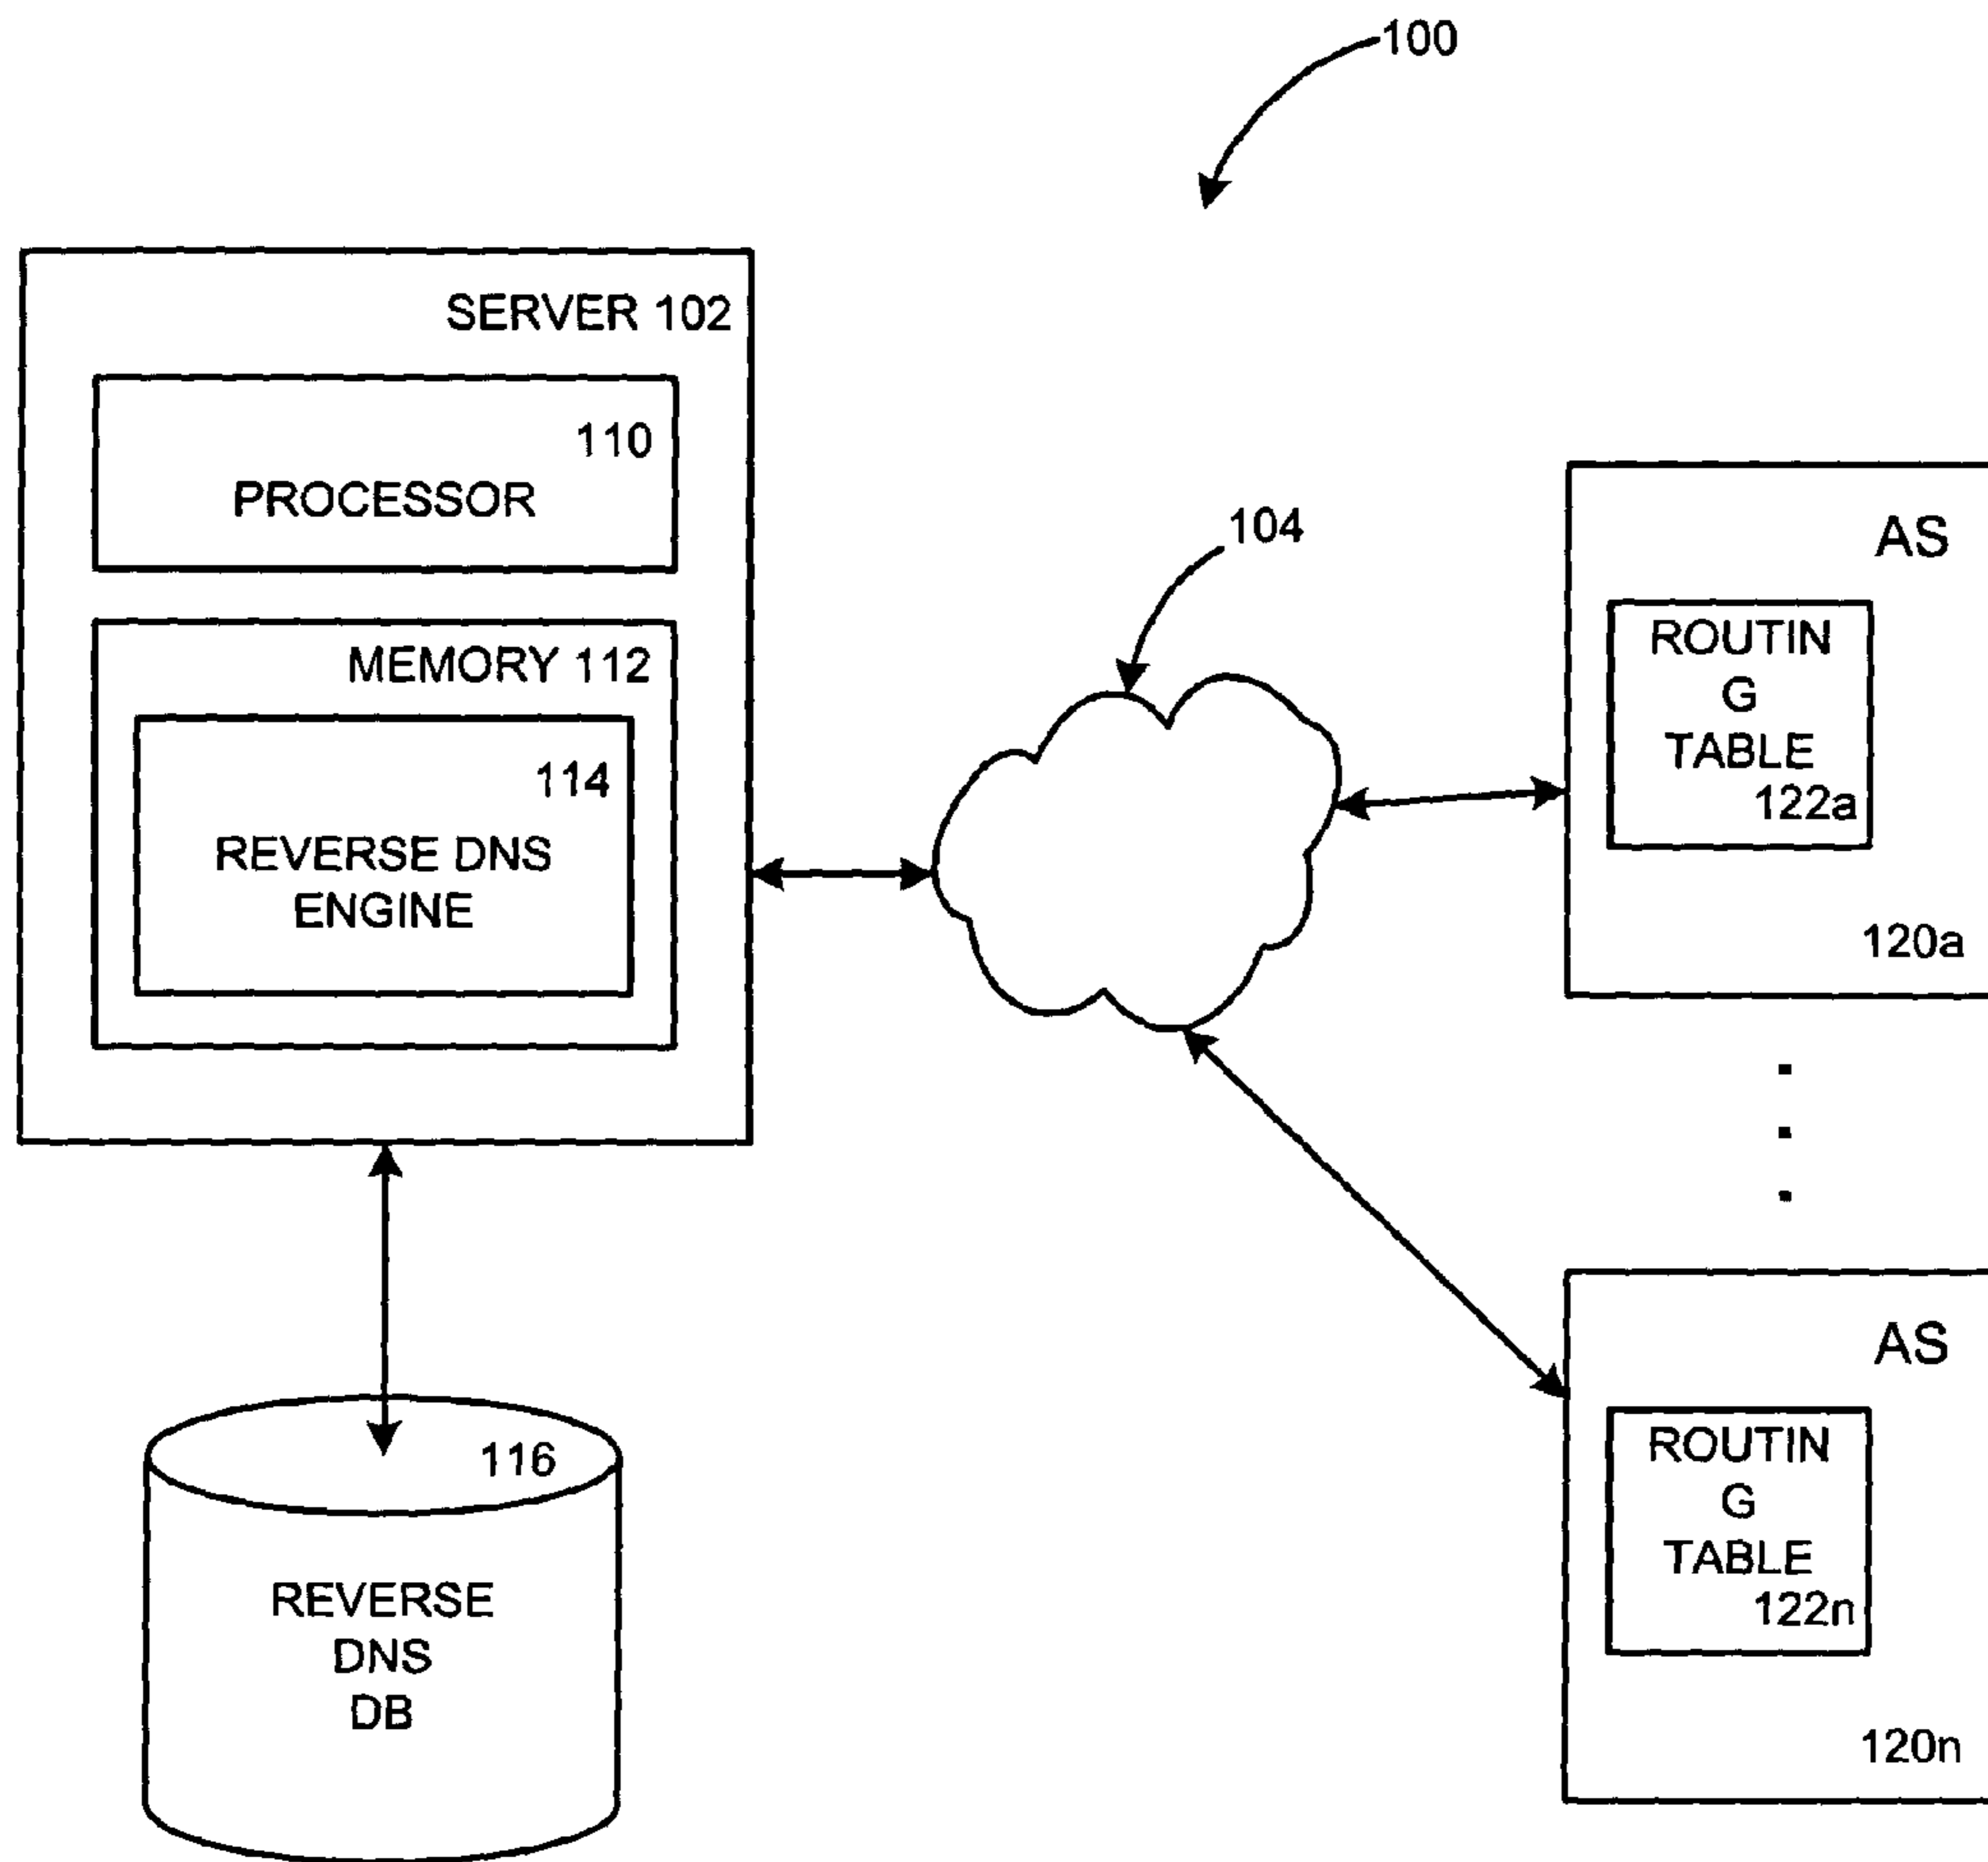 100
SERVER 102
110
PROCESSOR
MEMORY 112
114
REVERSE DNS
ENGINE
116
REVERSE
DNS
DB
104
AS
ROUTIN
G
TABLE
122a
120a
AS
ROUTIN
G
TABLE
122n
120n